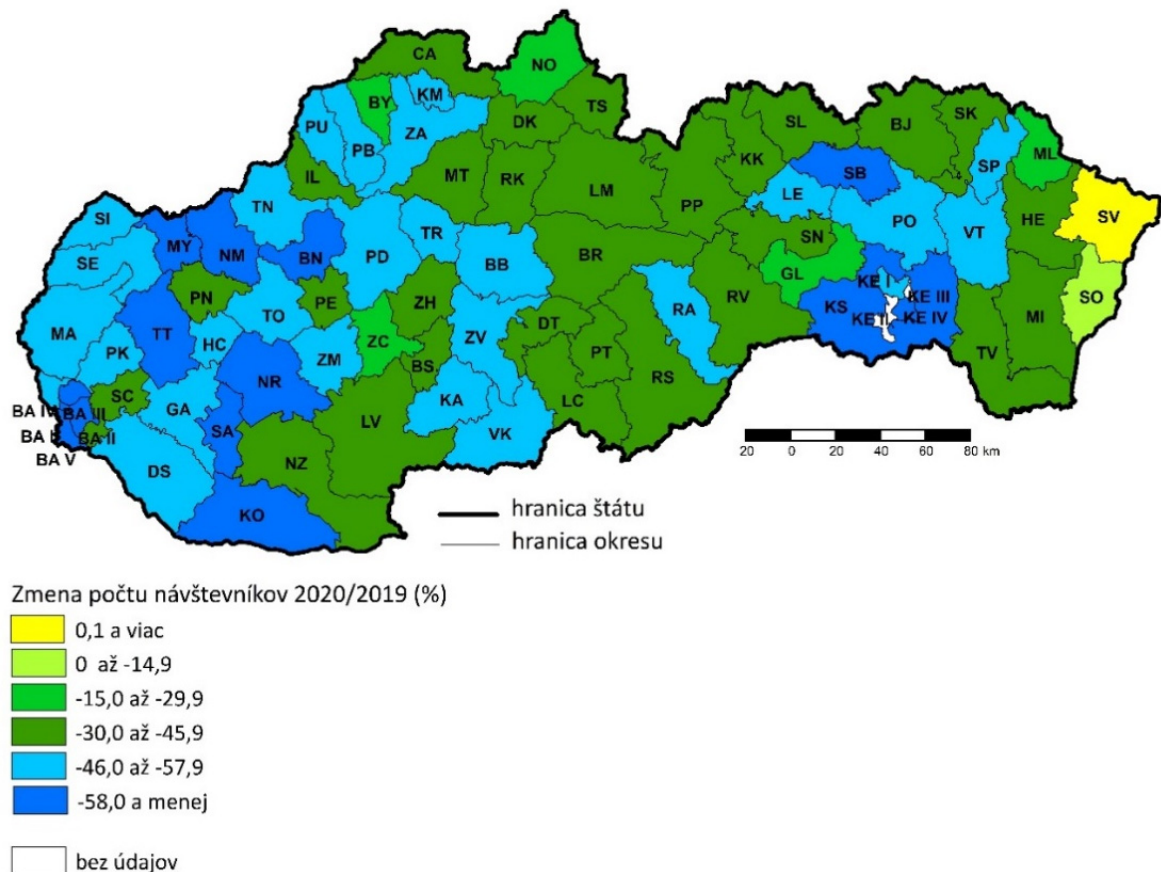 CA
NO
BY
KM
TS
PU
ZA
DK
SL
BJ
SK
PB
KK
SP
ML
IL
MT
RK
LM
SB
PP
LE
HE
SV
SI
TN
MY
NM
BN
PD
TR
BB
BR
SN
PO
VT
SE
GL
PN
PE
ZH
RV
KE I
KE III
SO
MA
TT
TO
RA
KS
KE II
KE IV
MI
PK
HC
ZM
ZC
ZV
DT
BS
PT
TV
SC
NR
GA
KA
LC
RS
BA IV
BA III
BA I
BA II
BA V
SA
LV
VK
DS
NZ
KO
20 0 20 40 60 80 km
hranica štátu
hranica okresu
Zmena počtu návštevníkov 2020/2019 (%)
0,1 a viac
0 až -14,9
-15,0 až -29,9
-30,0 až -45,9
-46,0 až -57,9
-58,0 a menej
bez údajov